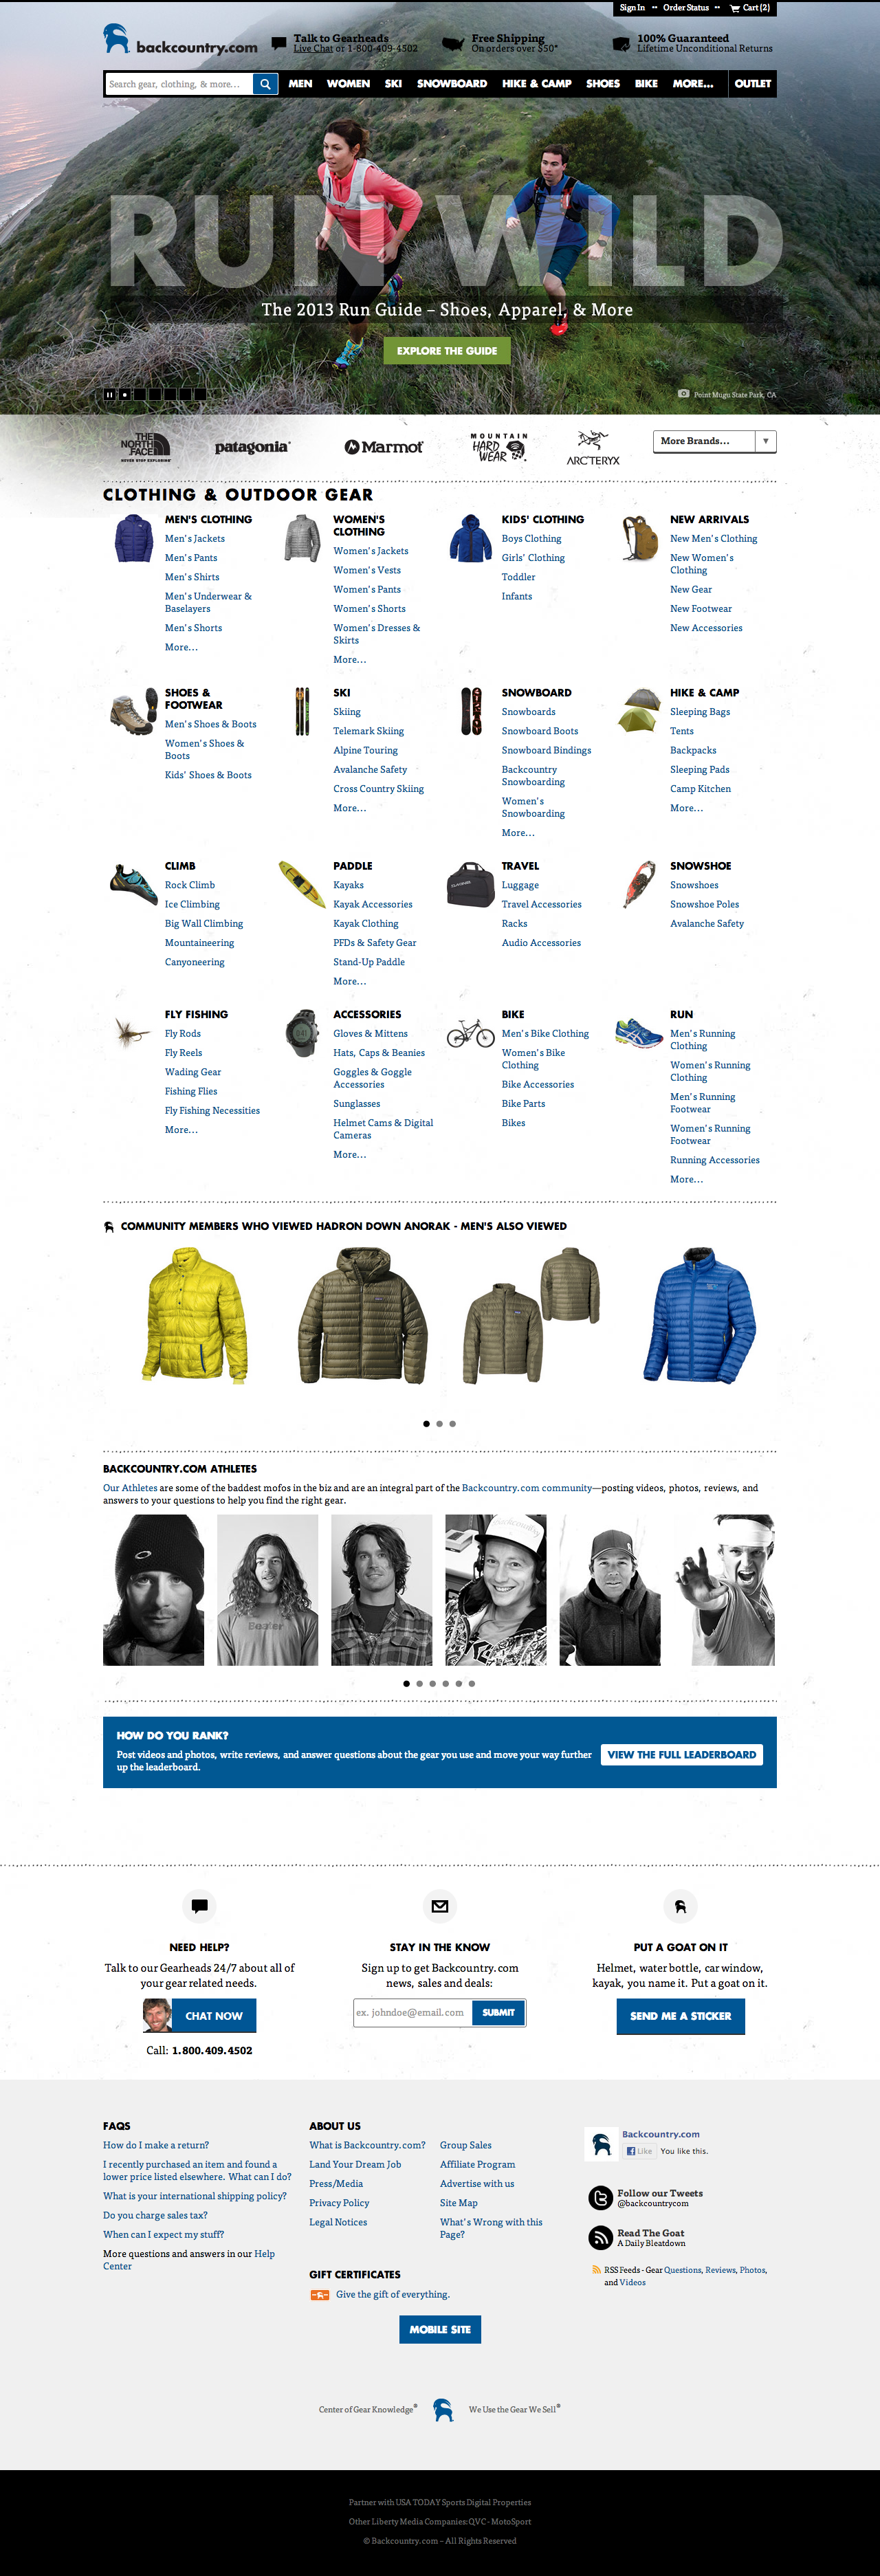 Sign In
Order Status
Cart (2)
backcountry.com
Talk to Gearheads
Live Chat or 1-800-409-4502
Free Shipping
On orders over $50*
100% Guaranteed
Lifetime Unconditional Returns
Search gear, clothing, & more...
MEN
WOMEN
SKI
SNOWBOARD
HIKE & CAMP
SHOES
BIKE
MORE...
OUTLET
RUN WILD
The 2013 Run Guide – Shoes, Apparel, & More
EXPLORE THE GUIDE
Point Mugu State Park, CA
THE NORTH FACE
NEVER STOP EXPLORING
patagonia
Marmot
MOUNTAIN HARD WEAR
ARC'TERYX
More Brands...
CLOTHING & OUTDOOR GEAR
MEN'S CLOTHING
Men's Jackets
Men's Pants
Men's Shirts
Men's Underwear &
Baselayers
Men's Shorts
More...
WOMEN'S
CLOTHING
Women's Jackets
Women's Vests
Women's Pants
Women's Shorts
Women's Dresses &
Skirts
More...
KIDS' CLOTHING
Boys Clothing
Girls' Clothing
Toddler
Infants
NEW ARRIVALS
New Men's Clothing
New Women's
Clothing
New Gear
New Footwear
New Accessories
SHOES &
FOOTWEAR
Men's Shoes & Boots
Women's Shoes &
Boots
Kids' Shoes & Boots
SKI
Skiing
Telemark Skiing
Alpine Touring
Avalanche Safety
Cross Country Skiing
More...
SNOWBOARD
Snowboards
Snowboard Boots
Snowboard Bindings
Backcountry
Snowboarding
Women's
Snowboarding
More...
HIKE & CAMP
Sleeping Bags
Tents
Backpacks
Sleeping Pads
Camp Kitchen
More...
CLIMB
Rock Climb
Ice Climbing
Big Wall Climbing
Mountaineering
Canyoneering
PADDLE
Kayaks
Kayak Accessories
Kayak Clothing
PFDs & Safety Gear
Stand-Up Paddle
More...
TRAVEL
Luggage
Travel Accessories
Racks
Audio Accessories
SNOWSHOE
Snowshoes
Snowshoe Poles
Avalanche Safety
FLY FISHING
Fly Rods
Fly Reels
Wading Gear
Fishing Flies
Fly Fishing Necessities
More...
ACCESSORIES
Gloves & Mittens
Hats, Caps & Beanies
Goggles & Goggle
Accessories
Sunglasses
Helmet Cams & Digital
Cameras
More...
BIKE
Men's Bike Clothing
Women's Bike
Clothing
Bike Accessories
Bike Parts
Bikes
RUN
Men's Running
Clothing
Women's Running
Clothing
Men's Running
Footwear
Women's Running
Footwear
Running Accessories
More...
COMMUNITY MEMBERS WHO VIEWED HADRON DOWN ANORAK - MEN'S ALSO VIEWED
BACKCOUNTRY.COM ATHLETES
Our Athletes are some of the baddest mofos in the biz and are an integral part of the Backcountry.com community—posting videos, photos, reviews, and
answers to your questions to help you find the right gear.
HOW DO YOU RANK?
Post videos and photos, write reviews, and answer questions about the gear you use and move your way further
up the leaderboard.
VIEW THE FULL LEADERBOARD
NEED HELP?
Talk to our Gearheads 24/7 about all of
your gear related needs.
CHAT NOW
Call: 1.800.409.4502
STAY IN THE KNOW
Sign up to get Backcountry.com
news, sales and deals:
ex. johndoe@email.com
SUBMIT
PUT A GOAT ON IT
Helmet, water bottle, car window,
kayak, you name it. Put a goat on it.
SEND ME A STICKER
FAQS
How do I make a return?
I recently purchased an item and found a
lower price listed elsewhere. What can I do?
What is your international shipping policy?
Do you charge sales tax?
When can I expect my stuff?
More questions and answers in our Help
Center
ABOUT US
What is Backcountry.com?
Land Your Dream Job
Press/Media
Privacy Policy
Legal Notices
Group Sales
Affiliate Program
Advertise with us
Site Map
What's Wrong with this
Page?
GIFT CERTIFICATES
Give the gift of everything.
Backcountry.com
Like
You like this.
Follow our Tweets
@backcountrycom
Read The Goat
A Daily Bleatdown
RSS Feeds - Gear Questions, Reviews, Photos,
and Videos
MOBILE SITE
Center of Gear Knowledge®
We Use the Gear We Sell®
Partner with USA TODAY Sports Digital Properties
Other Liberty Media Companies: QVC - MotoSport
© Backcountry.com – All Rights Reserved